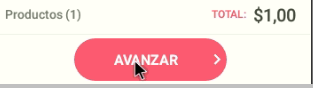 Productos (1) TOTAL: $1,00
AVANZAR